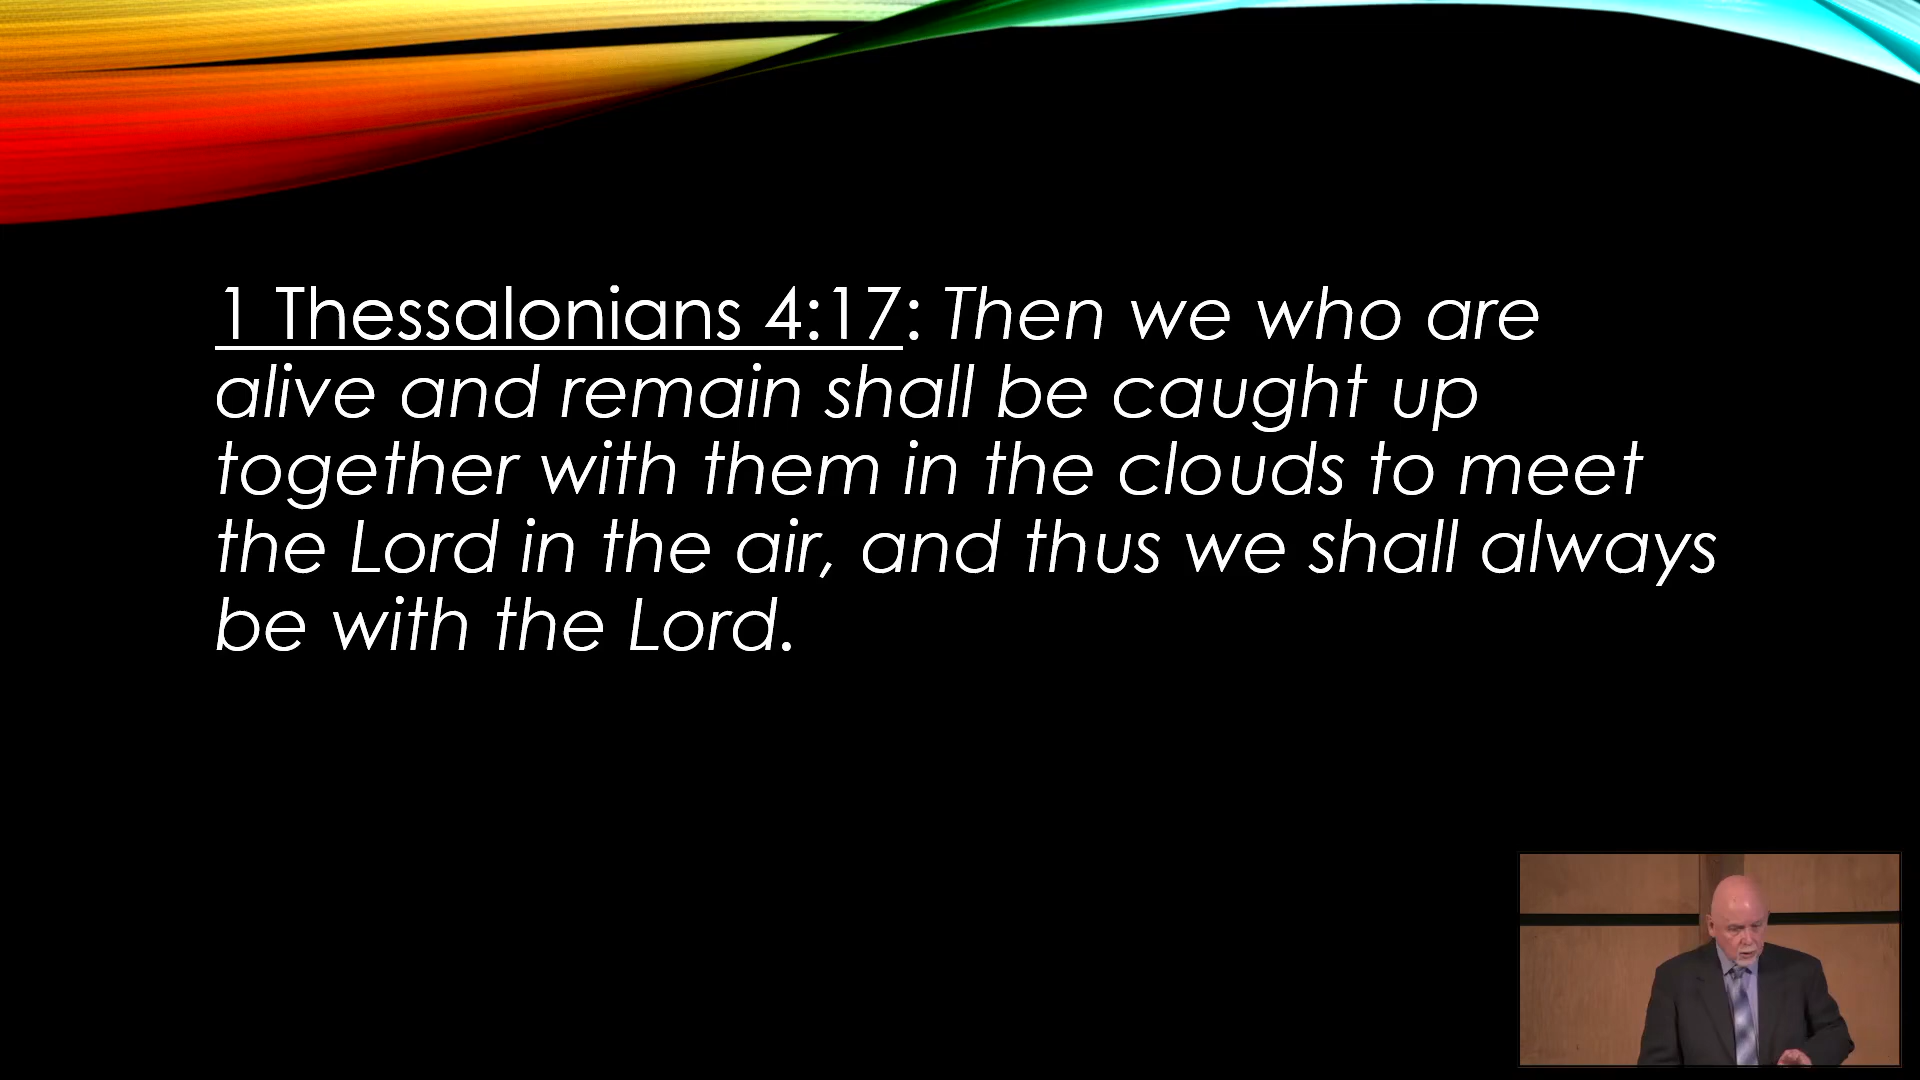 1 Thessalonians 4:17: Then we who are
alive and remain shall be caught up
together with them in the clouds to meet
the Lord in the air, and thus we shall always
be with the Lord.